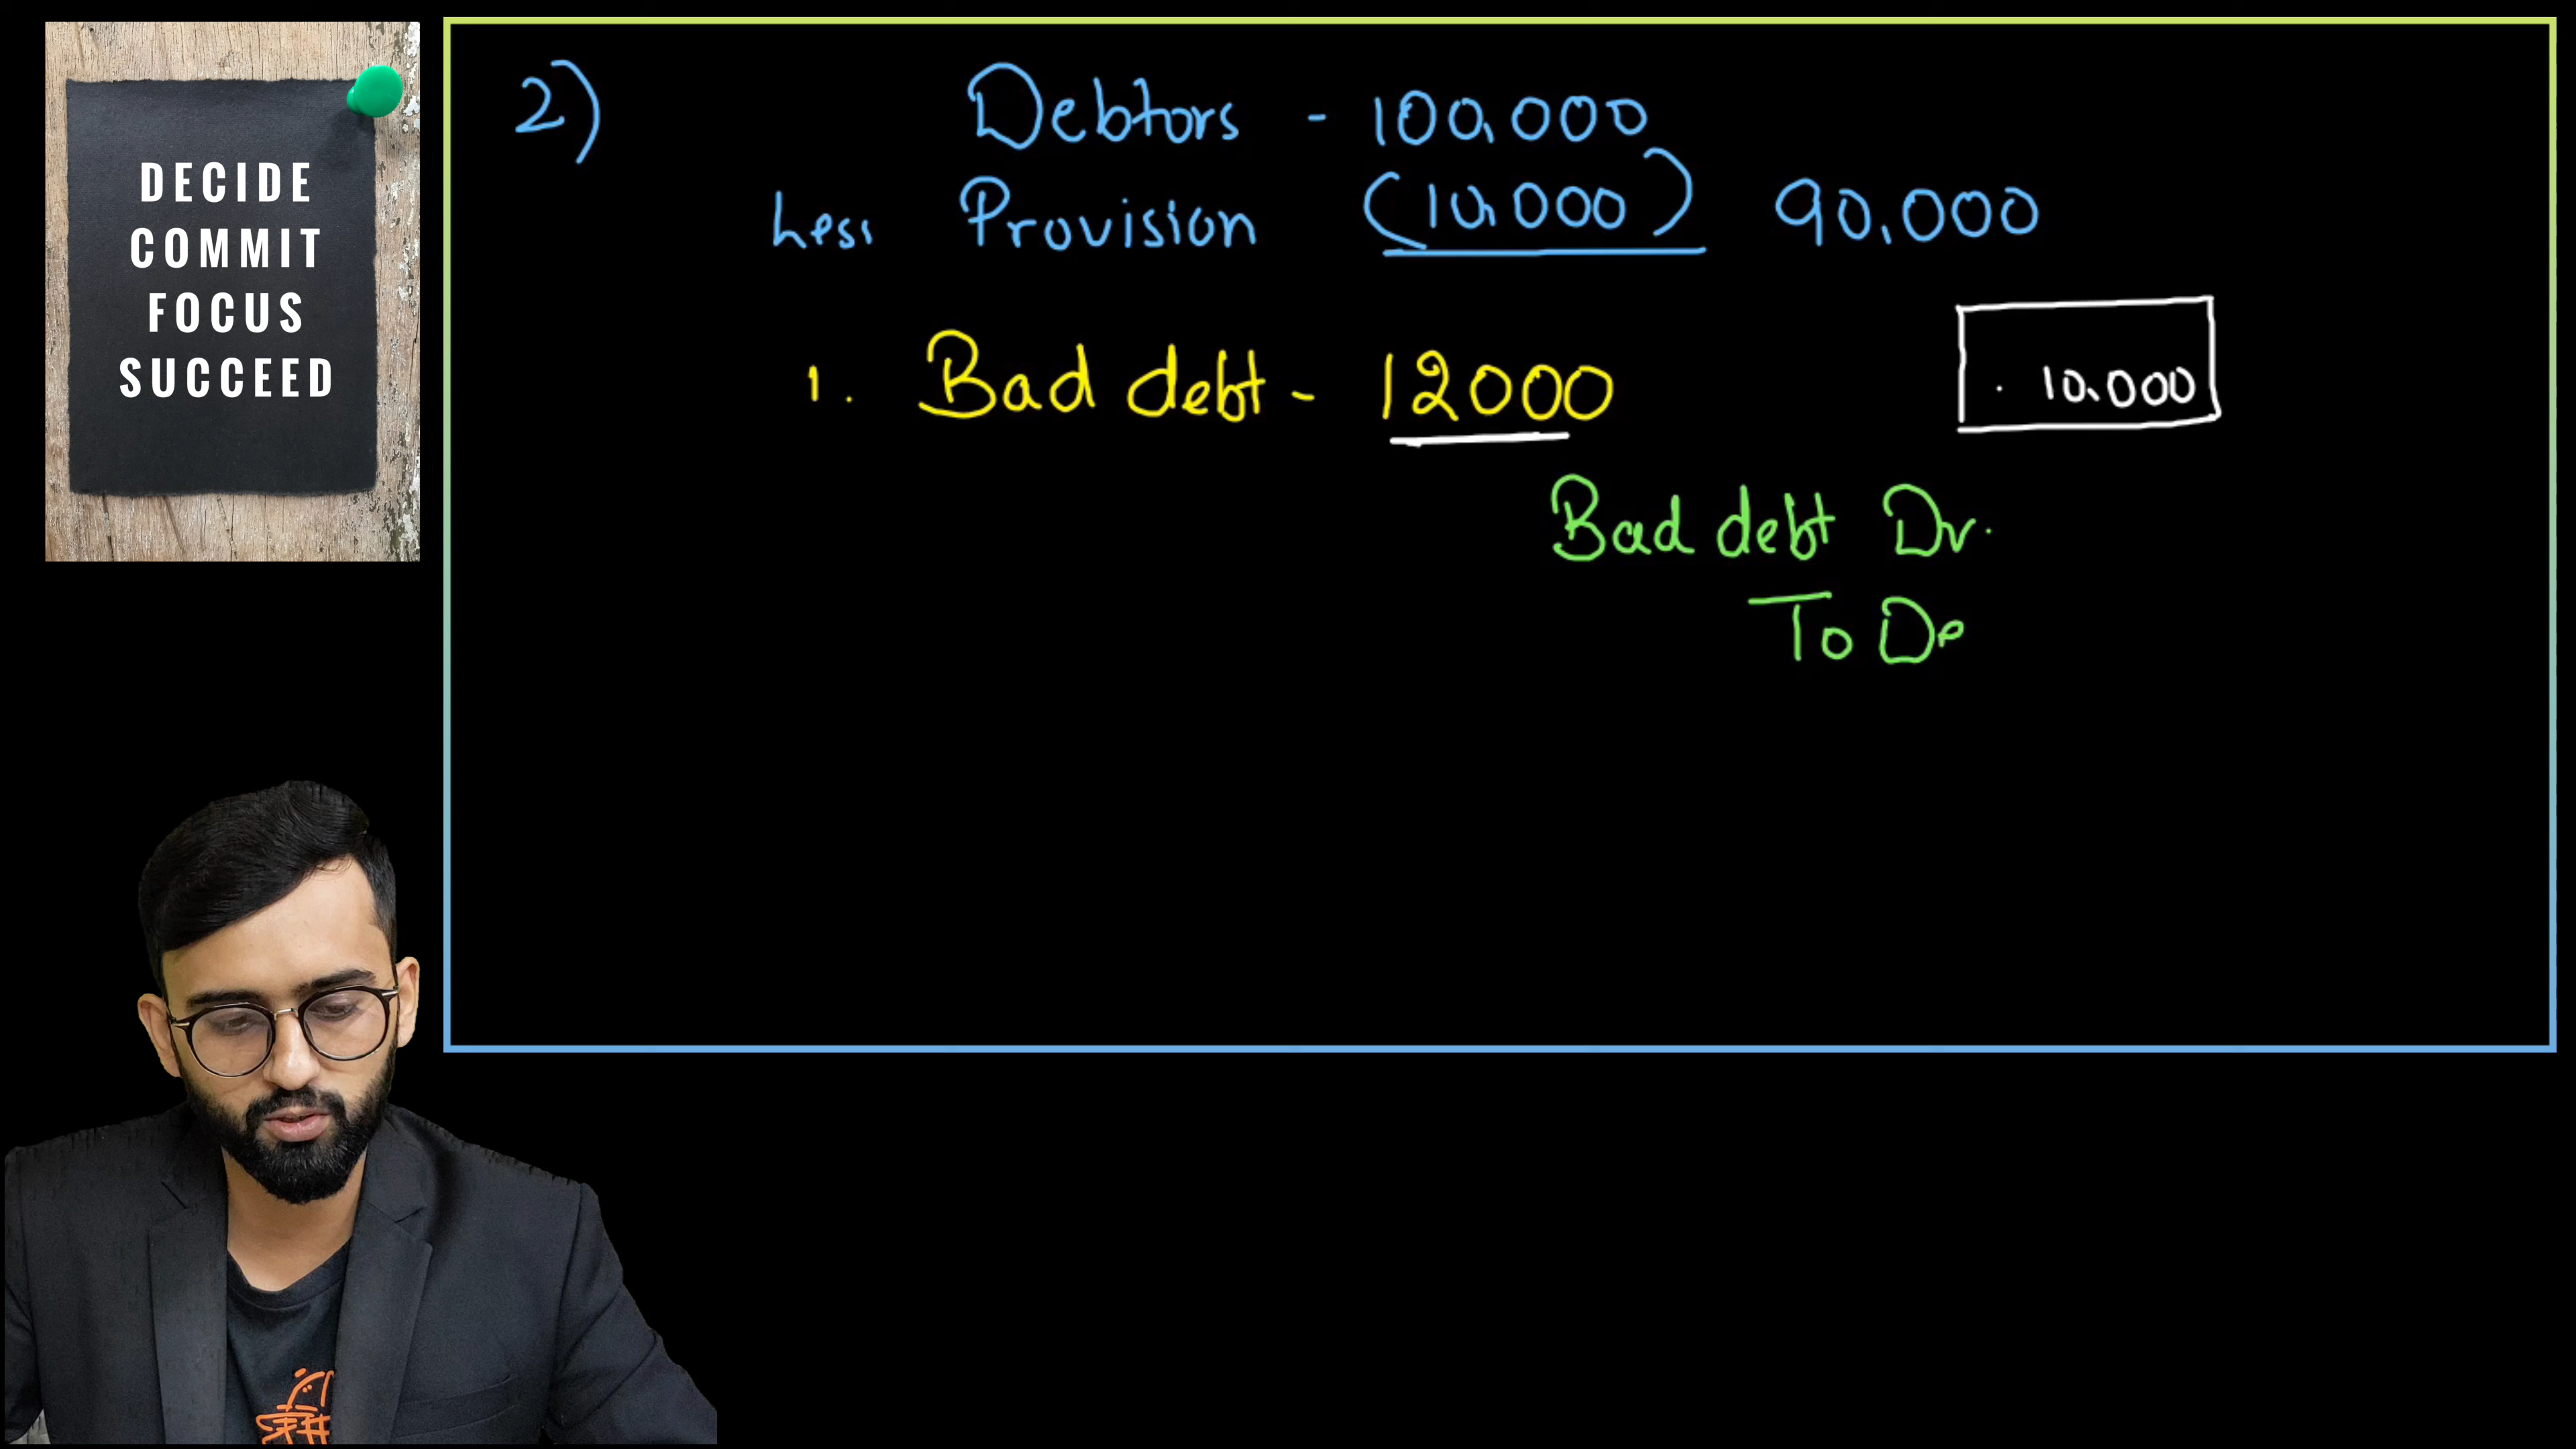 DECIDE
COMMIT
FOCUS
SUCCEED
2) Debtors - 100,000
Less Provision (10,000) 90,000
1. Bad debt - 12000
. 10,000
Bad debt Dr.
To De